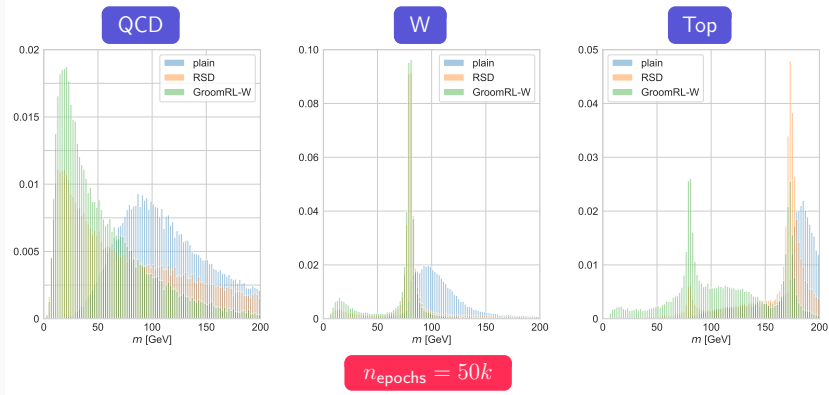 QCD
W
Top
0.02
0.015
0.01
0.005
0
0
50
100
150
200
m [GeV]
plain
RSD
GroomRL-W
0.10
0.08
0.06
0.04
0.02
0
0
50
100
150
200
m [GeV]
plain
RSD
GroomRL-W
0.05
0.04
0.03
0.02
0.01
0
0
50
100
150
200
m [GeV]
plain
RSD
GroomRL-W
n_epochs = 50k